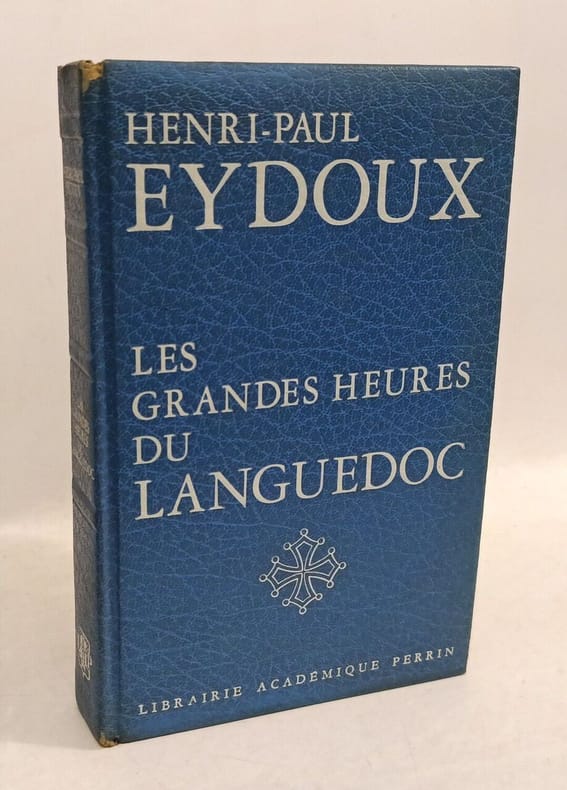 HENRI-PAUL
EYDOUX
LES
GRANDES HEURES
DU
LANGUEDOC
LIBRAIRIE ACADÉMIQUE PERRIN